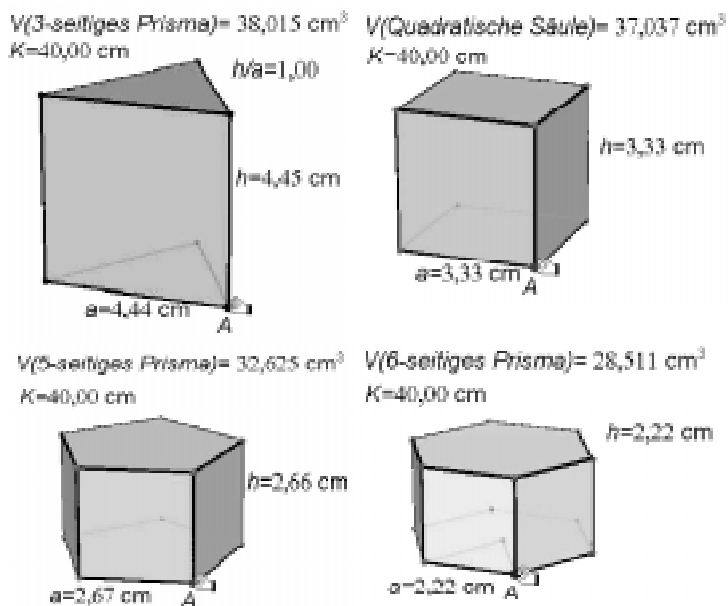 V(3-seitiges Prisma)= 38,015 cm³
K=40,00 cm
h/a=1,00
h=4,45 cm
a=4,44 cm
A
V(Quadratische Säule)= 37,037 cm³
K=40,00 cm
h=3,33 cm
a=3,33 cm
A
V(5-seitiges Prisma)= 32,625 cm³
K=40,00 cm
h=2,66 cm
a=2,67 cm
A
V(6-seitiges Prisma)= 28,511 cm³
K=40,00 cm
h=2,22 cm
a=2,22 cm
A